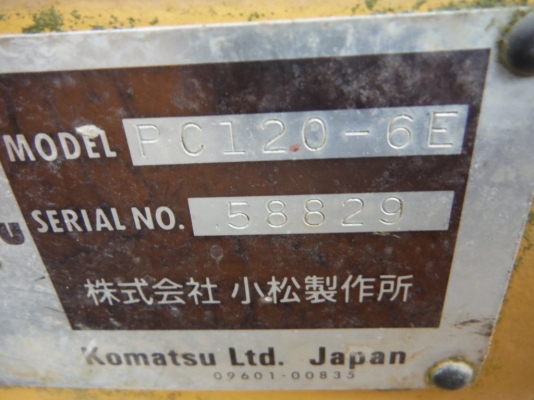 MODEL PC120-6E
SERIAL NO. 58829
株式会社 小松製作所
Komatsu Ltd. Japan
09601-00835